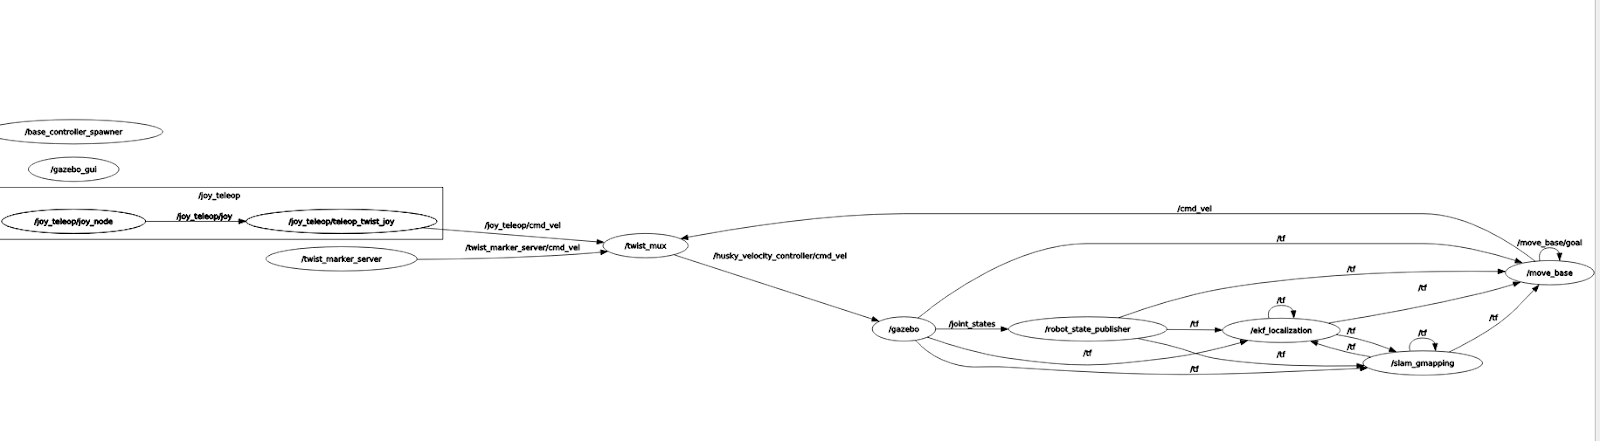 /base_controller_spawner
/gazebo_gui
/joy_teleop
/joy_teleop/joy_node
/joy_teleop/joy
/joy_teleop/teleop_twist_joy
/joy_teleop/cmd_vel
/twist_marker_server
/twist_marker_server/cmd_vel
/twist_mux
/husky_velocity_controller/cmd_vel
/cmd_vel
/tf
/move_base/goal
/move_base
/tf
/tf
/gazebo
/joint_states
/robot_state_publisher
/tf
/tf
/ekf_localization
/tf
/tf
/tf
/tf
/tf
/tf
/tf
/slam_gmapping